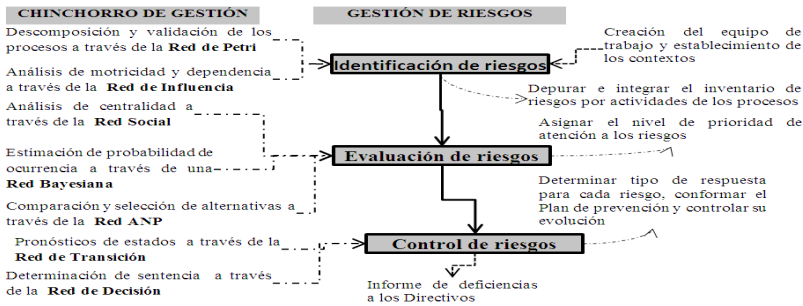 CHINCHORRO DE GESTIÓN
GESTIÓN DE RIESGOS
Descomposición y validación de los
procesos a través de la Red de Petri
Análisis de motricidad y dependencia
a través de la Red de Influencia
Análisis de centralidad a
través de la Red Social
Estimación de probabilidad de
ocurrencia a través de una
Red Bayesiana
Comparación y selección de alternativas a
través de la Red ANP
Pronósticos de estados a través de la
Red de Transición
Determinación de sentencia a través
de la Red de Decisión
Identificación de riesgos
Evaluación de riesgos
Control de riesgos
Informe de deficiencias
a los Directivos
Creación del equipo de
trabajo y establecimiento de
los contextos
Depurar e integrar el inventario de
riesgos por actividades de los procesos
Asignar el nivel de prioridad de
atención a los riesgos
Determinar tipo de respuesta
para cada riesgo, conformar el
Plan de prevención y controlar su
evolución